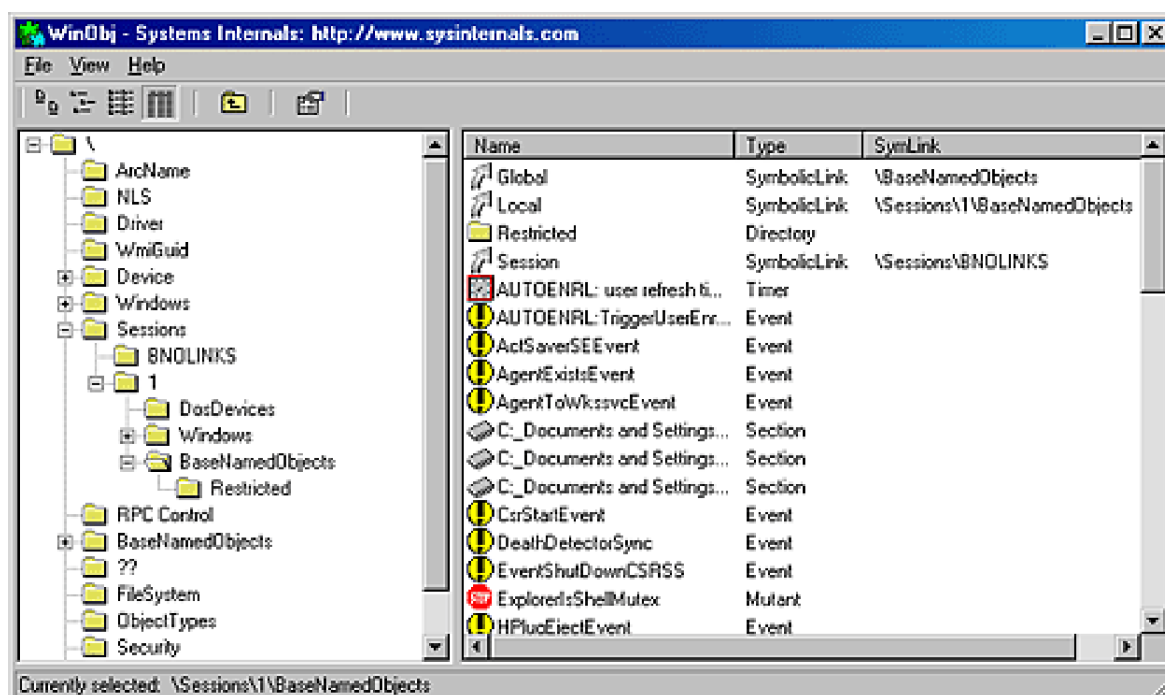 WinObj - Systems Internals: http://www.sysinternals.com
File View Help
\
ArcName
NLS
Driver
WmiGuid
Device
Windows
Sessions
BNOLINKS
1
DosDevices
Windows
BaseNamedObjects
Restricted
RPC Control
BaseNamedObjects
??
FileSystem
ObjectTypes
Security
Name Type SymLink
Global SymbolicLink \BaseNamedObjects
Local SymbolicLink \Sessions\1\BaseNamedObjects
Restricted Directory
Session SymbolicLink \Sessions\BNOLINKS
AUTOENRL: user refresh ti... Timer
AUTOENRL:TriggerUserEnr... Event
ActSaverSEEvent Event
AgentExistsEvent Event
AgentToWkssvcEvent Event
C:_Documents and Settings... Section
C:_Documents and Settings... Section
C:_Documents and Settings... Section
CsrStartEvent Event
DeathDetectorSync Event
EventShutDownCSRSS Event
ExplorerIsShellMutex Mutant
HPlugEjectEvent Event
Currently selected: \Sessions\1\BaseNamedObjects